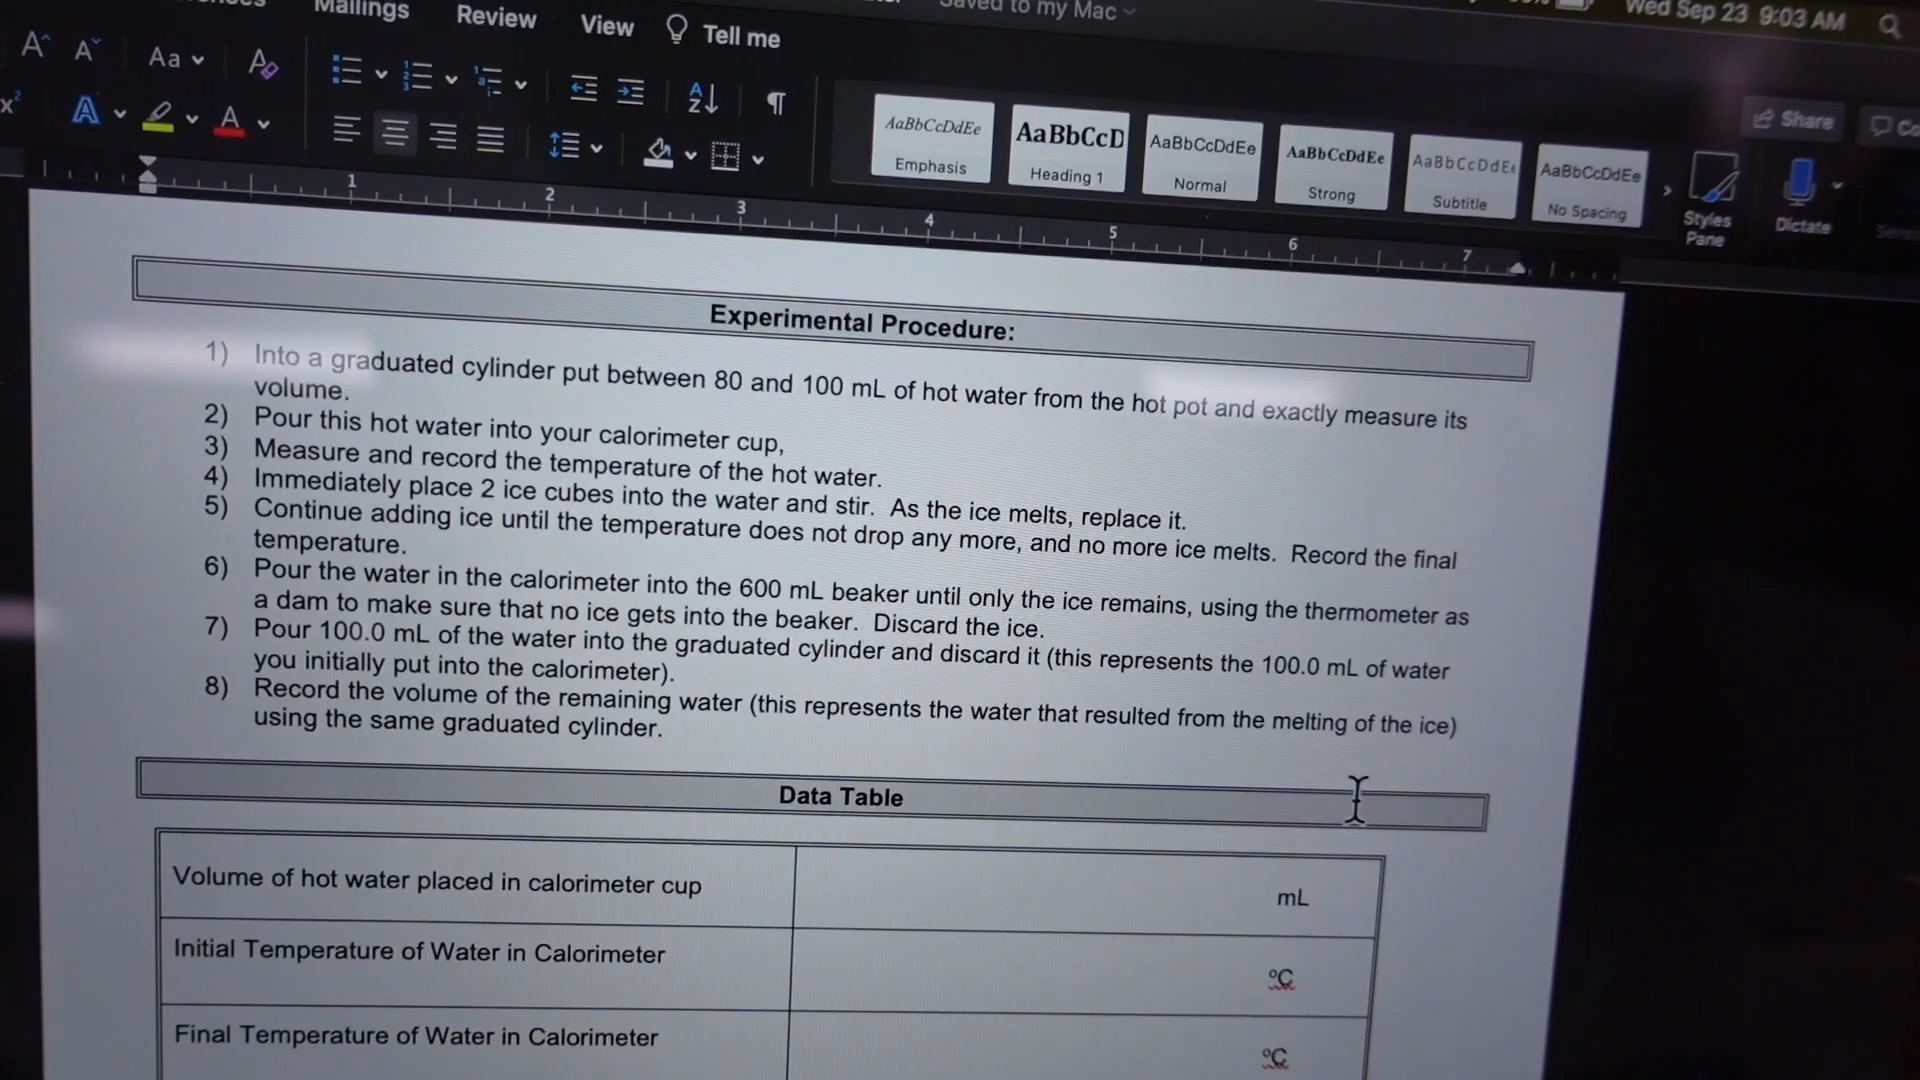 Mailings Review View Tell me
Saved to my Mac
Wed Sep 23 9:03 AM
Aa
AaBbCcDdEe AaBbCcD AaBbCcDdEe AaBbCcDdEe AaBbCcDdEe AaBbCcDdEe
Emphasis Heading 1 Normal Strong Subtitle No Spacing
Styles Pane
Dictate
Share
1 2 3 4 5 6 7
Experimental Procedure:
1) Into a graduated cylinder put between 80 and 100 mL of hot water from the hot pot and exactly measure its
volume.
2) Pour this hot water into your calorimeter cup,
3) Measure and record the temperature of the hot water.
4) Immediately place 2 ice cubes into the water and stir. As the ice melts, replace it.
5) Continue adding ice until the temperature does not drop any more, and no more ice melts. Record the final
temperature.
6) Pour the water in the calorimeter into the 600 mL beaker until only the ice remains, using the thermometer as
a dam to make sure that no ice gets into the beaker. Discard the ice.
7) Pour 100.0 mL of the water into the graduated cylinder and discard it (this represents the 100.0 mL of water
you initially put into the calorimeter).
8) Record the volume of the remaining water (this represents the water that resulted from the melting of the ice)
using the same graduated cylinder.
Data Table
Volume of hot water placed in calorimeter cup mL
Initial Temperature of Water in Calorimeter ºC
Final Temperature of Water in Calorimeter ºC